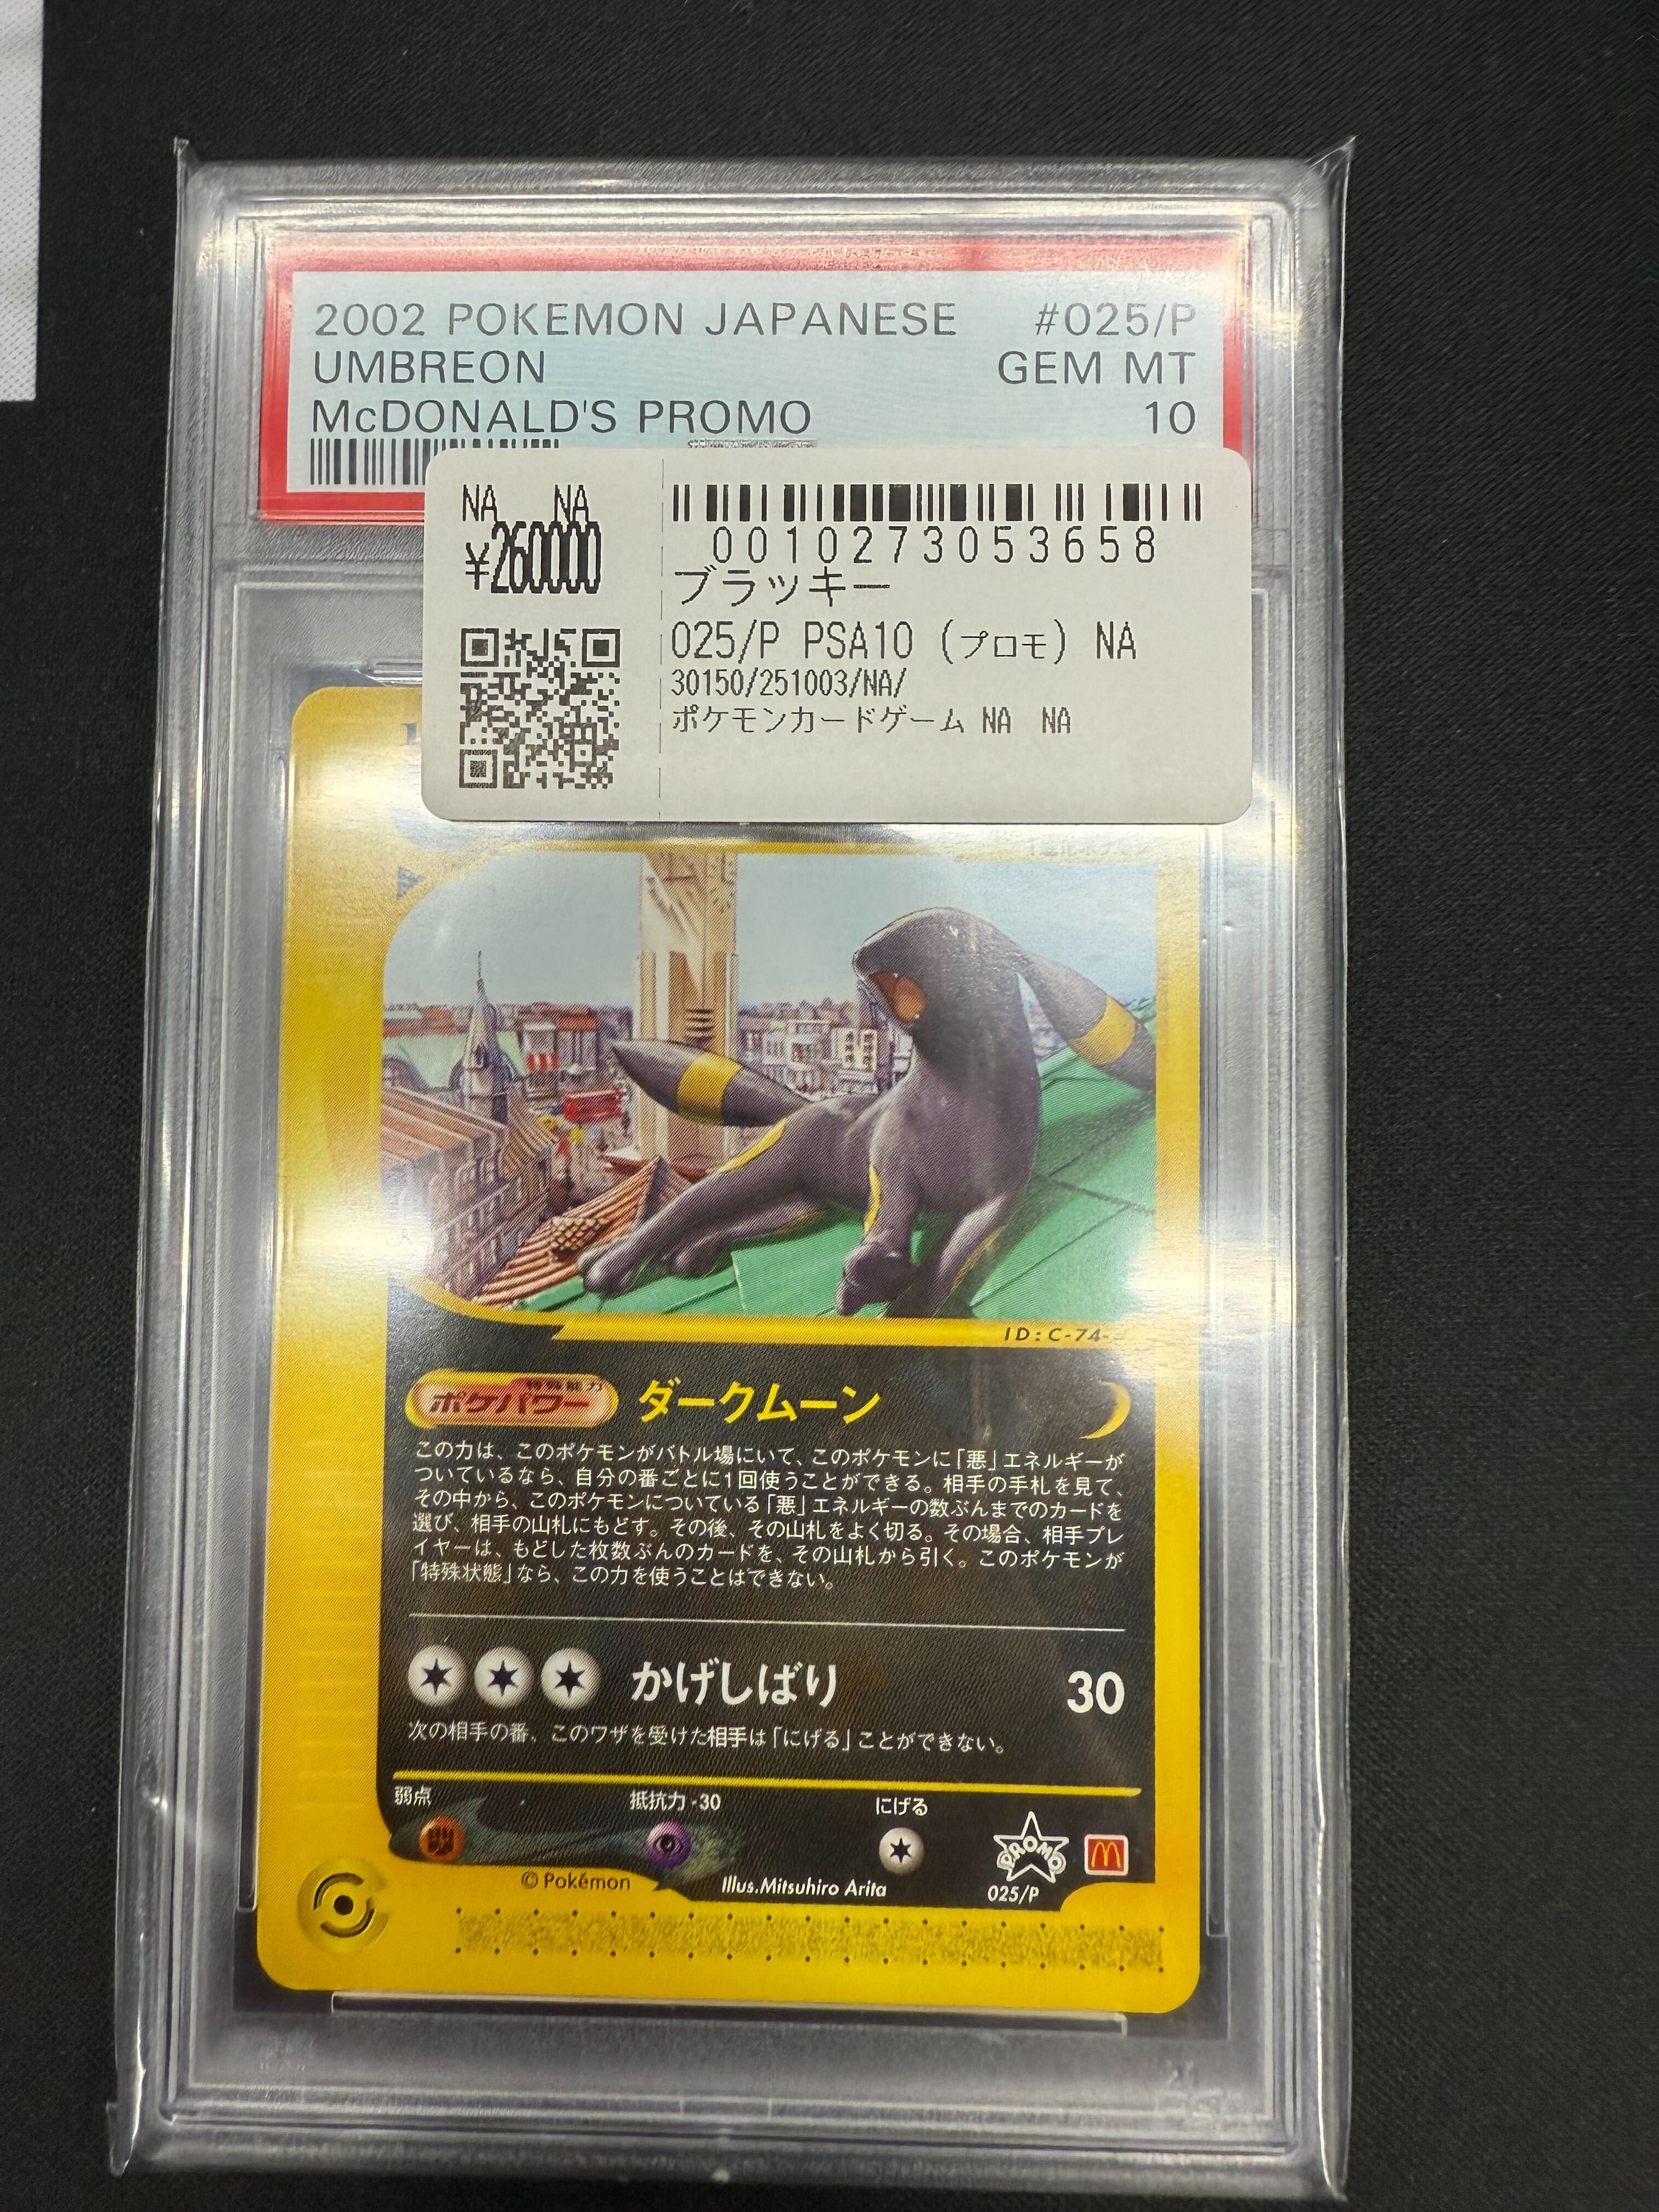 2002 POKEMON JAPANESE #025/P
UMBREON GEM MT
McDONALD'S PROMO 10
NA NA
¥260000
0010273053658
ブラッキー
025/P PSA10 (プロモ) NA
30150/251003/NA/
ポケモンカードゲーム NA NA
ID:C-74-
特殊能力
ポケパワー ダークムーン
この力は、このポケモンがバトル場にいて、このポケモンに「悪」エネルギーが
ついているなら、自分の番ごとに1回使うことができる。相手の手札を見て、
その中から、このポケモンについている「悪」エネルギーの数ぶんまでのカードを
選び、相手の山札にもどす。その後、その山札をよく切る。その場合、相手プレ
イヤーは、もどした枚数ぶんのカードを、その山札から引く。このポケモンが
「特殊状態」なら、この力を使うことはできない。
かげしばり 30
次の相手の番、このワザを受けた相手は「にげる」ことができない。
弱点 抵抗力 -30 にげる
PROMO
© Pokémon Illus.Mitsuhiro Arita 025/P